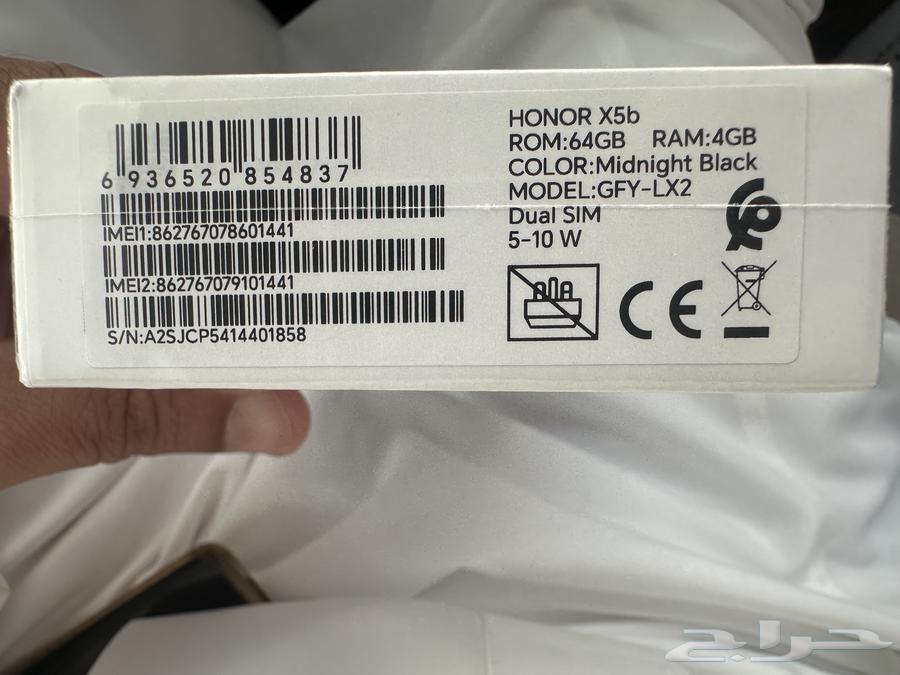 6 936520 854837
IMEI1:862767078601441
IMEI2:862767079101441
S/N:A2SJCP5414401858
HONOR X5b
ROM:64GB RAM:4GB
COLOR:Midnight Black
MODEL:GFY-LX2
Dual SIM
5-10 W
CE
حراج